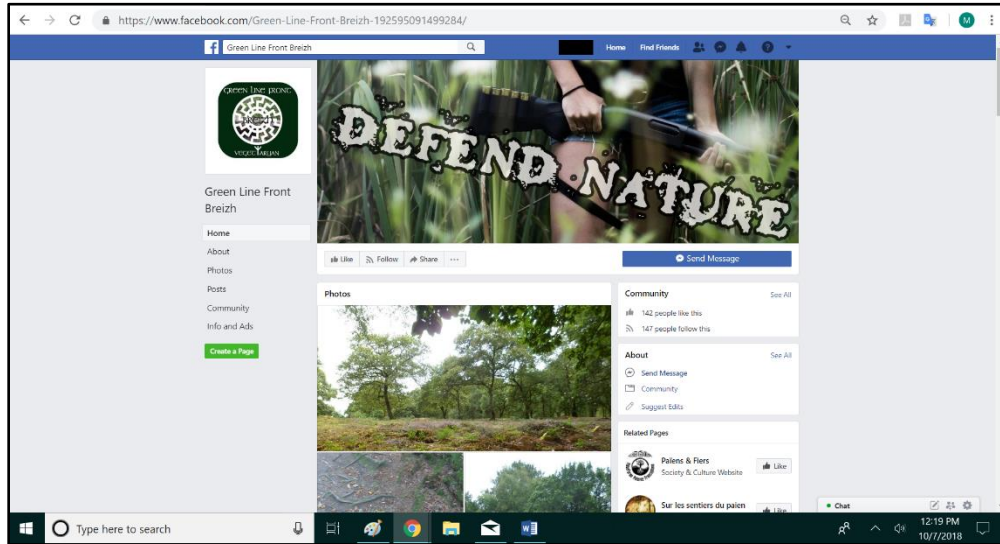 https://www.facebook.com/Green-Line-Front-Breizh-192595091499284/
M
Green Line Front Breizh
Home Find Friends
GREEN LINE FRONT
BREIZH
VEGETARIAN
DEFEND NATURE
Green Line Front
Breizh
Home
About
Photos
Posts
Community
Info and Ads
Create a Page
Like Follow Share
Send Message
Photos
Community See All
142 people like this
147 people follow this
About See All
Send Message
Community
Suggest Edits
Related Pages
Païens & Fiers
Society & Culture Website
Like
Sur les sentiers du païen
Like
Chat
Type here to search
12:19 PM
10/7/2018